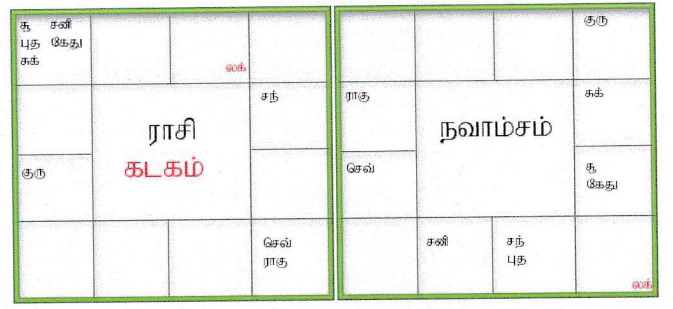 சூ சனி
புத கேது
சுக்
லக்
சந்
ராசி
கடகம்
குரு
செவ்
ராகு
குரு
ராகு
சுக்
நவாம்சம்
செவ்
சூ
கேது
சனி
சந்
புத
லக்